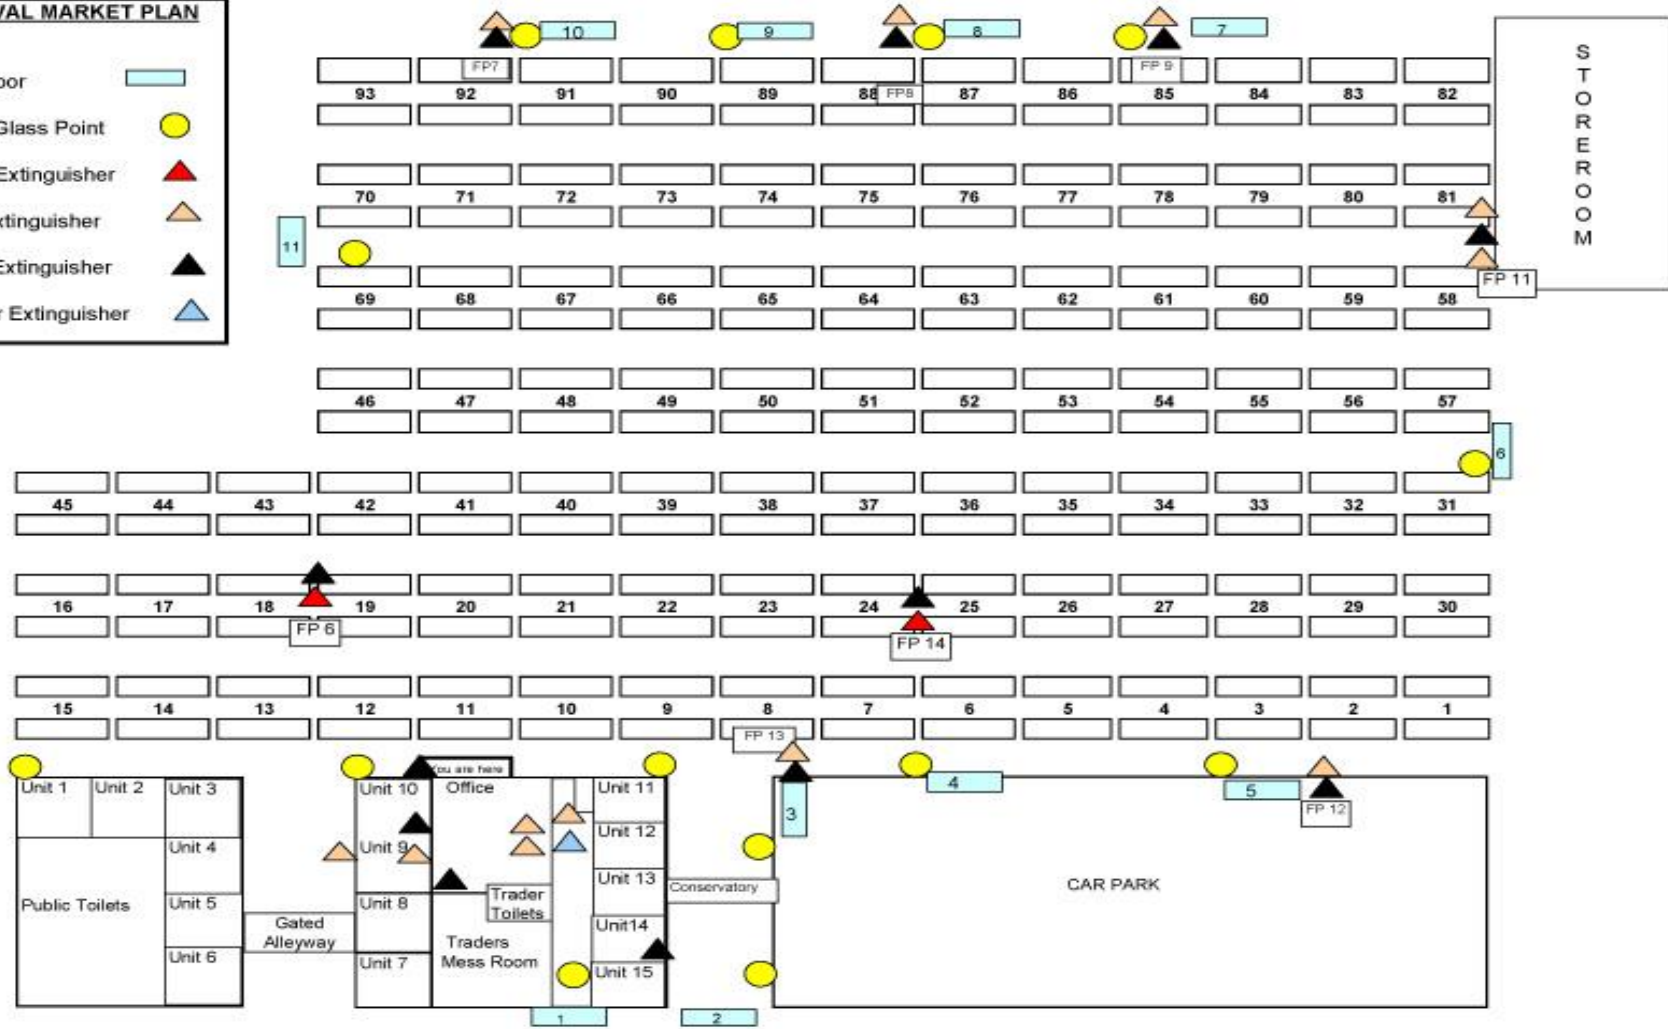 VAL MARKET PLAN
oor
Glass Point
Extinguisher
xtinguisher
Extinguisher
r Extinguisher
10 9 8 7
FP7 FP 9
93 92 91 90 89 88 FP8 87 86 85 84 83 82
70 71 72 73 74 75 76 77 78 79 80 81
11
STOREROOM
FP 11
69 68 67 66 65 64 63 62 61 60 59 58
46 47 48 49 50 51 52 53 54 55 56 57
6
45 44 43 42 41 40 39 38 37 36 35 34 33 32 31
16 17 18 19 20 21 22 23 24 25 26 27 28 29 30
FP 6 FP 14
15 14 13 12 11 10 9 8 7 6 5 4 3 2 1
FP 13
You are here
Unit 1 Unit 2 Unit 3 Unit 10 Office Unit 11
3 4 5
FP 12
Unit 4 Unit 9 Unit 12
Unit 13 Conservatory CAR PARK
Public Toilets Unit 5 Unit 8 Trader
Toilets
Gated
Alleyway
Unit14
Traders
Mess Room
Unit 6 Unit 7 Unit 15
1 2